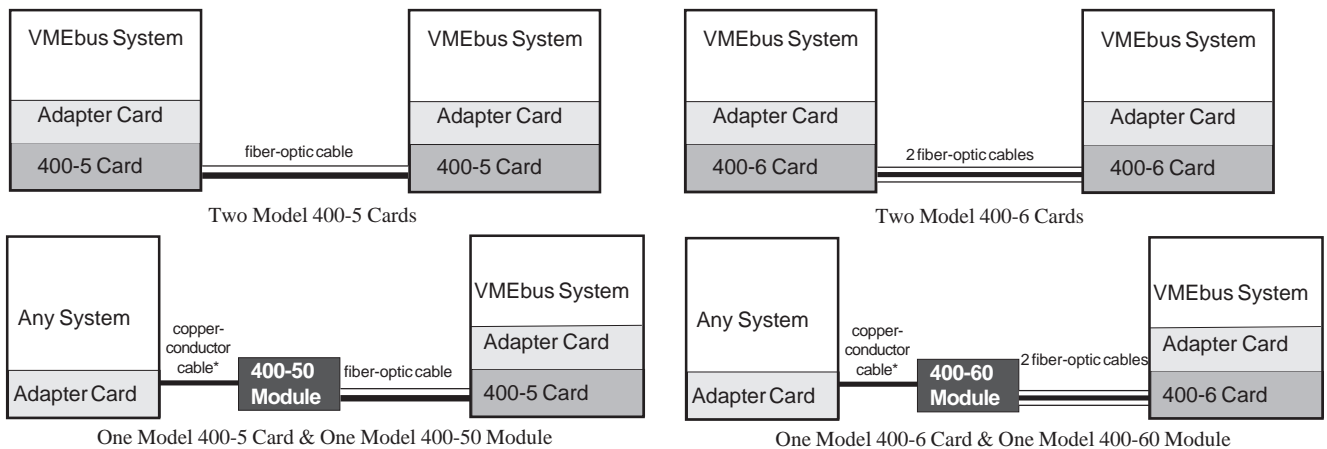 VMEbus System
VMEbus System
Adapter Card
Adapter Card
400-5 Card
fiber-optic cable
400-5 Card
Two Model 400-5 Cards
VMEbus System
VMEbus System
Adapter Card
Adapter Card
400-6 Card
2 fiber-optic cables
400-6 Card
Two Model 400-6 Cards
Any System
copper-
conductor
cable*
Adapter Card
400-50
Module
fiber-optic cable
VMEbus System
Adapter Card
400-5 Card
One Model 400-5 Card & One Model 400-50 Module
Any System
copper-
conductor
cable*
Adapter Card
400-60
Module
2 fiber-optic cables
VMEbus System
Adapter Card
400-6 Card
One Model 400-6 Card & One Model 400-60 Module